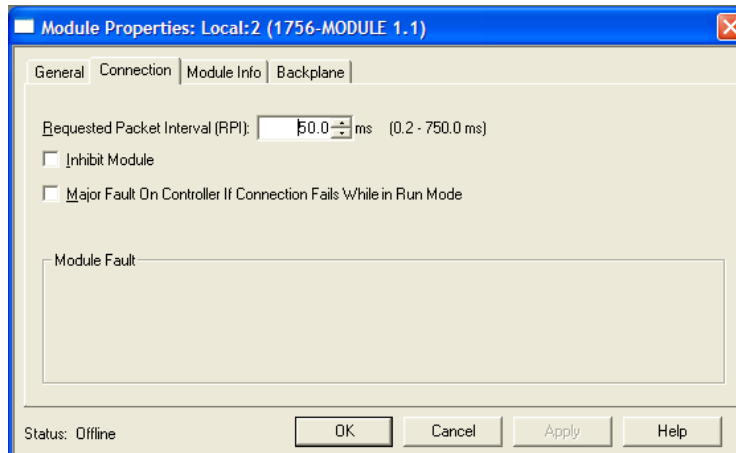 Module Properties: Local:2 (1756-MODULE 1.1)
General Connection Module Info Backplane
Requested Packet Interval (RPI): 50.0 ms (0.2 - 750.0 ms)
Inhibit Module
Major Fault On Controller If Connection Fails While in Run Mode
Module Fault
Status: Offline OK Cancel Apply Help